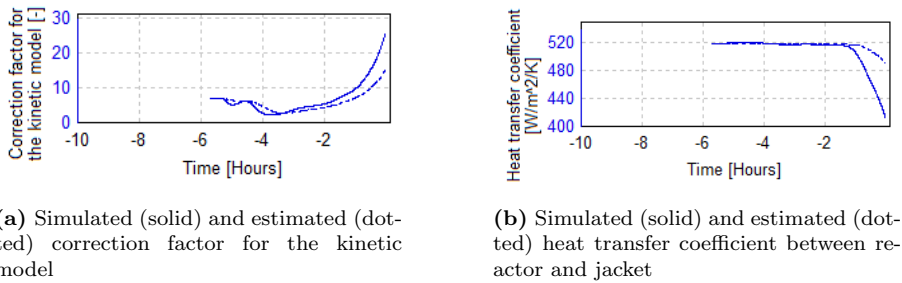 Correction factor for
the kinetic model [-]
30
20
10
0
-10 -8 -6 -4 -2 -0
Time [Hours]
Heat transfer coefficient
[W/m^2/K]
520
480
440
400
-10 -8 -6 -4 -2 -0
Time [Hours]
(a) Simulated (solid) and estimated (dot-
ted) correction factor for the kinetic
model
(b) Simulated (solid) and estimated (dot-
ted) heat transfer coefficient between re-
actor and jacket